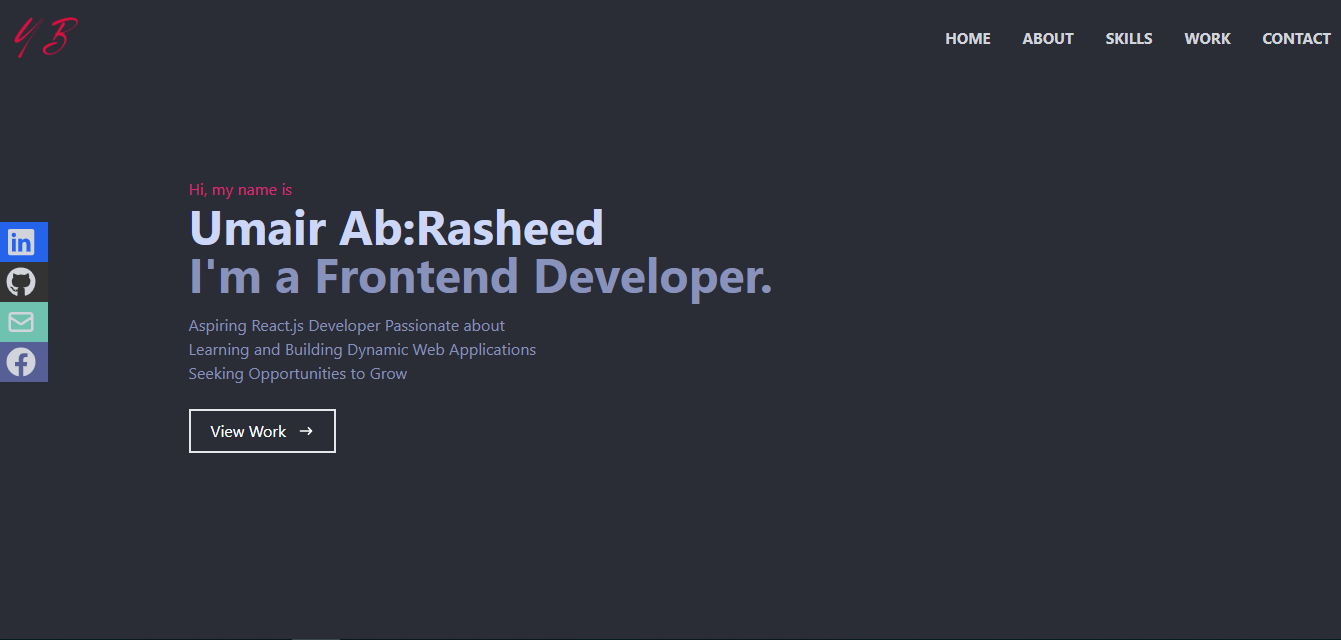 Y B
HOME ABOUT SKILLS WORK CONTACT
Hi, my name is
Umair Ab:Rasheed
I'm a Frontend Developer.
Aspiring React.js Developer Passionate about
Learning and Building Dynamic Web Applications
Seeking Opportunities to Grow
in
View Work →